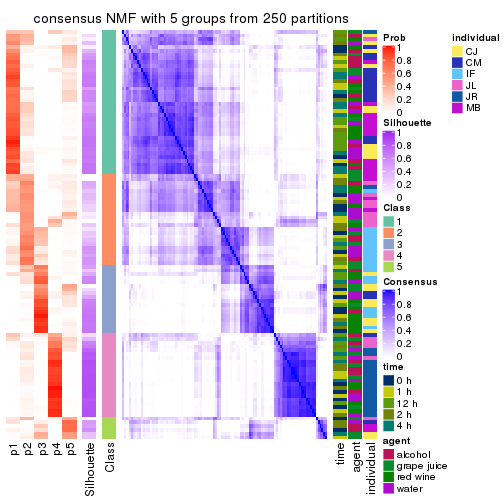 consensus NMF with 5 groups from 250 partitions
p1
p2
p3
p4
p5
Silhouette
Class
time
agent
individual
Prob
1
0.8
0.6
0.4
0.2
0
Silhouette
1
0.8
0.6
0.4
0.2
0
Class
1
2
3
4
5
Consensus
1
0.8
0.6
0.4
0.2
0
time
0 h
1 h
12 h
2 h
4 h
agent
alcohol
grape juice
red wine
water
individual
CJ
CM
IF
JL
JR
MB